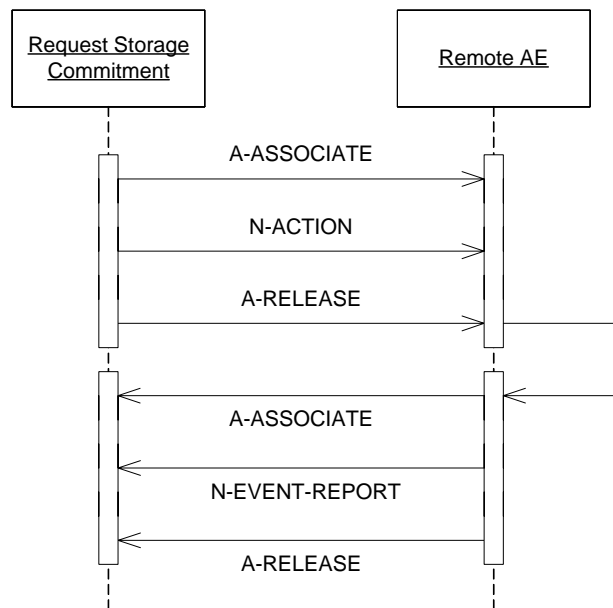 Request Storage
Commitment
Remote AE
A-ASSOCIATE
N-ACTION
A-RELEASE
A-ASSOCIATE
N-EVENT-REPORT
A-RELEASE